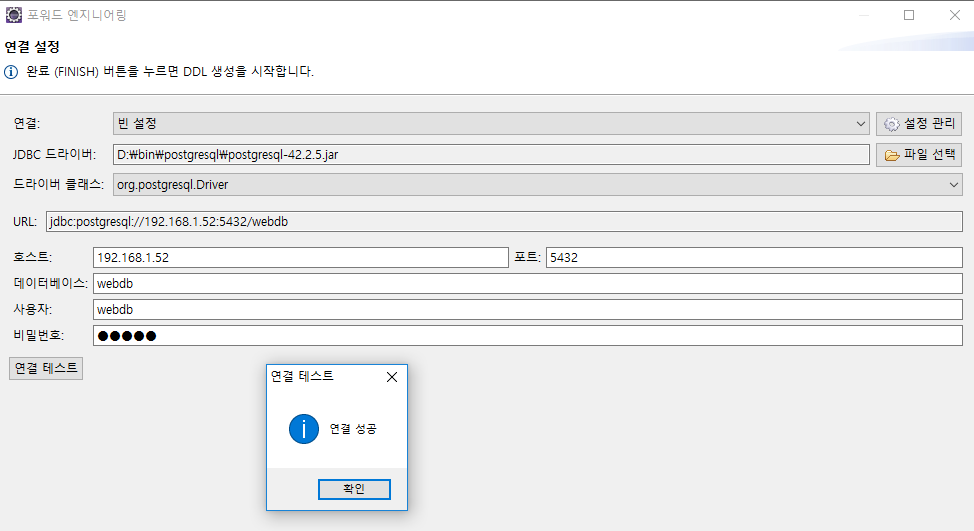 포워드 엔지니어링
연결 설정
완료 (FINISH) 버튼을 누르면 DDL 생성을 시작합니다.
연결: 빈 설정 설정 관리
JDBC 드라이버: D:₩bin₩postgresql₩postgresql-42.2.5.jar 파일 선택
드라이버 클래스: org.postgresql.Driver
URL: jdbc:postgresql://192.168.1.52:5432/webdb
호스트: 192.168.1.52 포트: 5432
데이터베이스: webdb
사용자: webdb
비밀번호: ●●●●●
연결 테스트
연결 테스트
연결 성공
확인